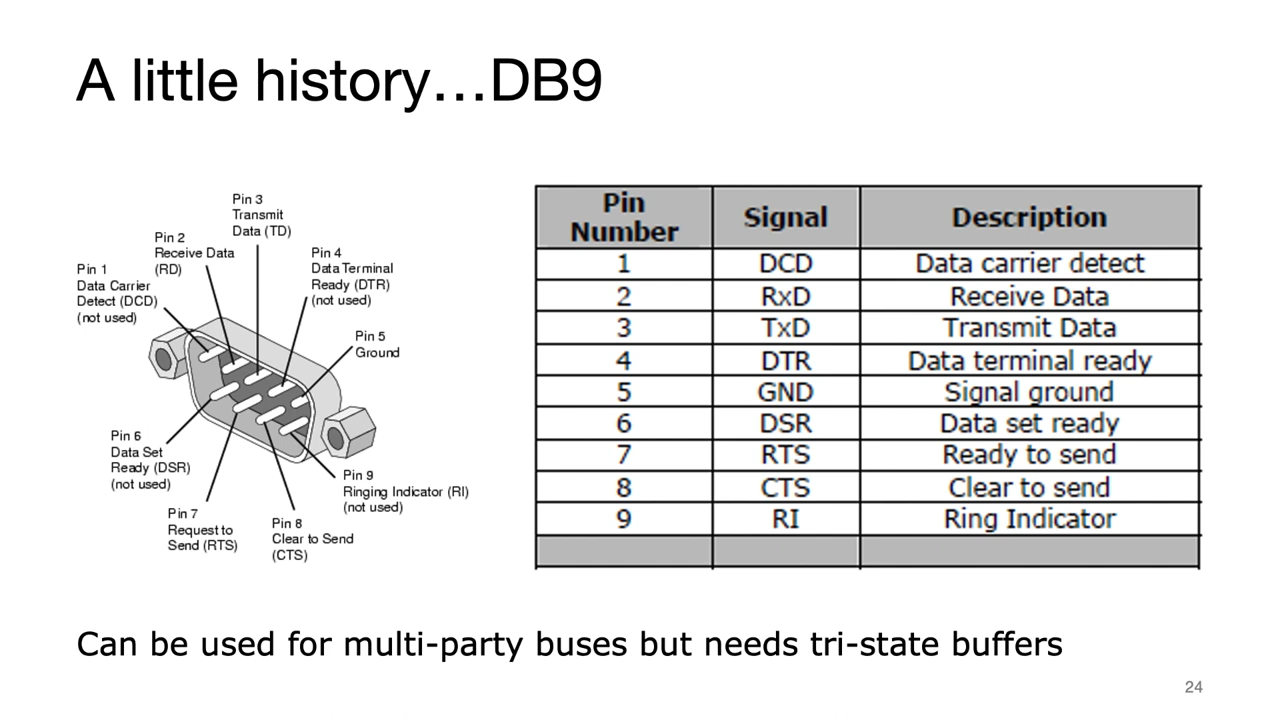 A little history…DB9
Pin 3
Transmit
Data (TD)
Pin 2
Receive Data
(RD)
Pin 4
Data Terminal
Ready (DTR)
(not used)
Pin 1
Data Carrier
Detect (DCD)
(not used)
Pin 5
Ground
Pin 6
Data Set
Ready (DSR)
(not used)
Pin 9
Ringing Indicator (RI)
(not used)
Pin 7
Request to
Send (RTS)
Pin 8
Clear to Send
(CTS)
Pin Number Signal Description
1 DCD Data carrier detect
2 RxD Receive Data
3 TxD Transmit Data
4 DTR Data terminal ready
5 GND Signal ground
6 DSR Data set ready
7 RTS Ready to send
8 CTS Clear to send
9 RI Ring Indicator
Can be used for multi-party buses but needs tri-state buffers
24